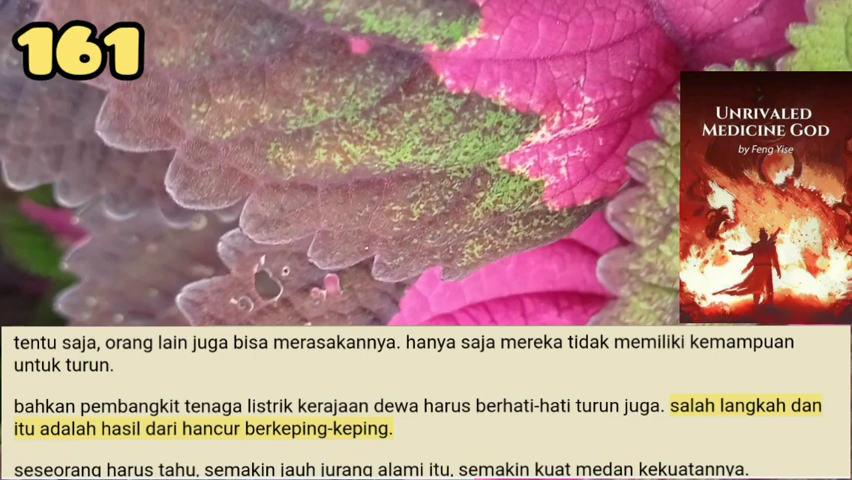 161
UNRIVALED
MEDICINE GOD
by Feng Yise
tentu saja, orang lain juga bisa merasakannya. hanya saja mereka tidak memiliki kemampuan
untuk turun.
bahkan pembangkit tenaga listrik kerajaan dewa harus berhati-hati turun juga. salah langkah dan
itu adalah hasil dari hancur berkeping-keping.
seseorang harus tahu, semakin jauh jurang alami itu, semakin kuat medan kekuatannya.